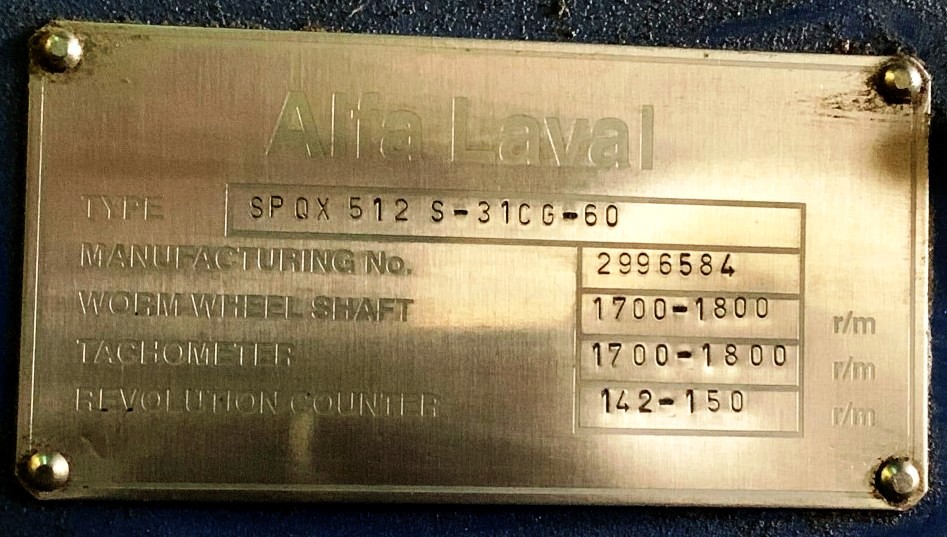 Alfa Laval
TYPE SPQX 512 S-31CG-60
MANUFACTURING No. 2996584
WORM WHEEL SHAFT 1700-1800 r/m
TACHOMETER 1700-1800 r/m
REVOLUTION COUNTER 142-150 r/m